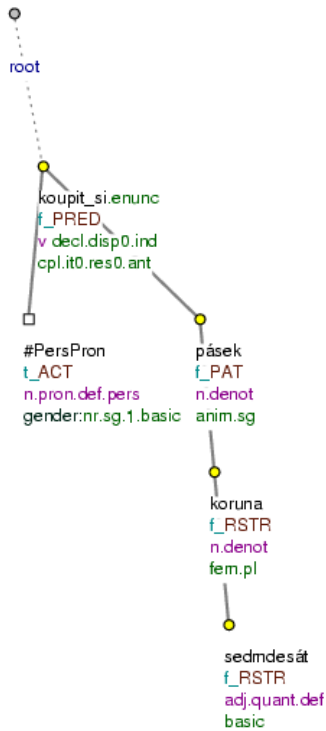 root
koupit_si.enunc
f_PRED
v decl.disp0.ind
cpl.it0.res0.ant
#PersPron
t_ACT
n.pron.def.pers
gender:nr.sg.1.basic
pásek
f_PAT
n.denot
anim.sg
koruna
f_RSTR
n.denot
fem.pl
sedmdesát
f_RSTR
adj.quant.def
basic